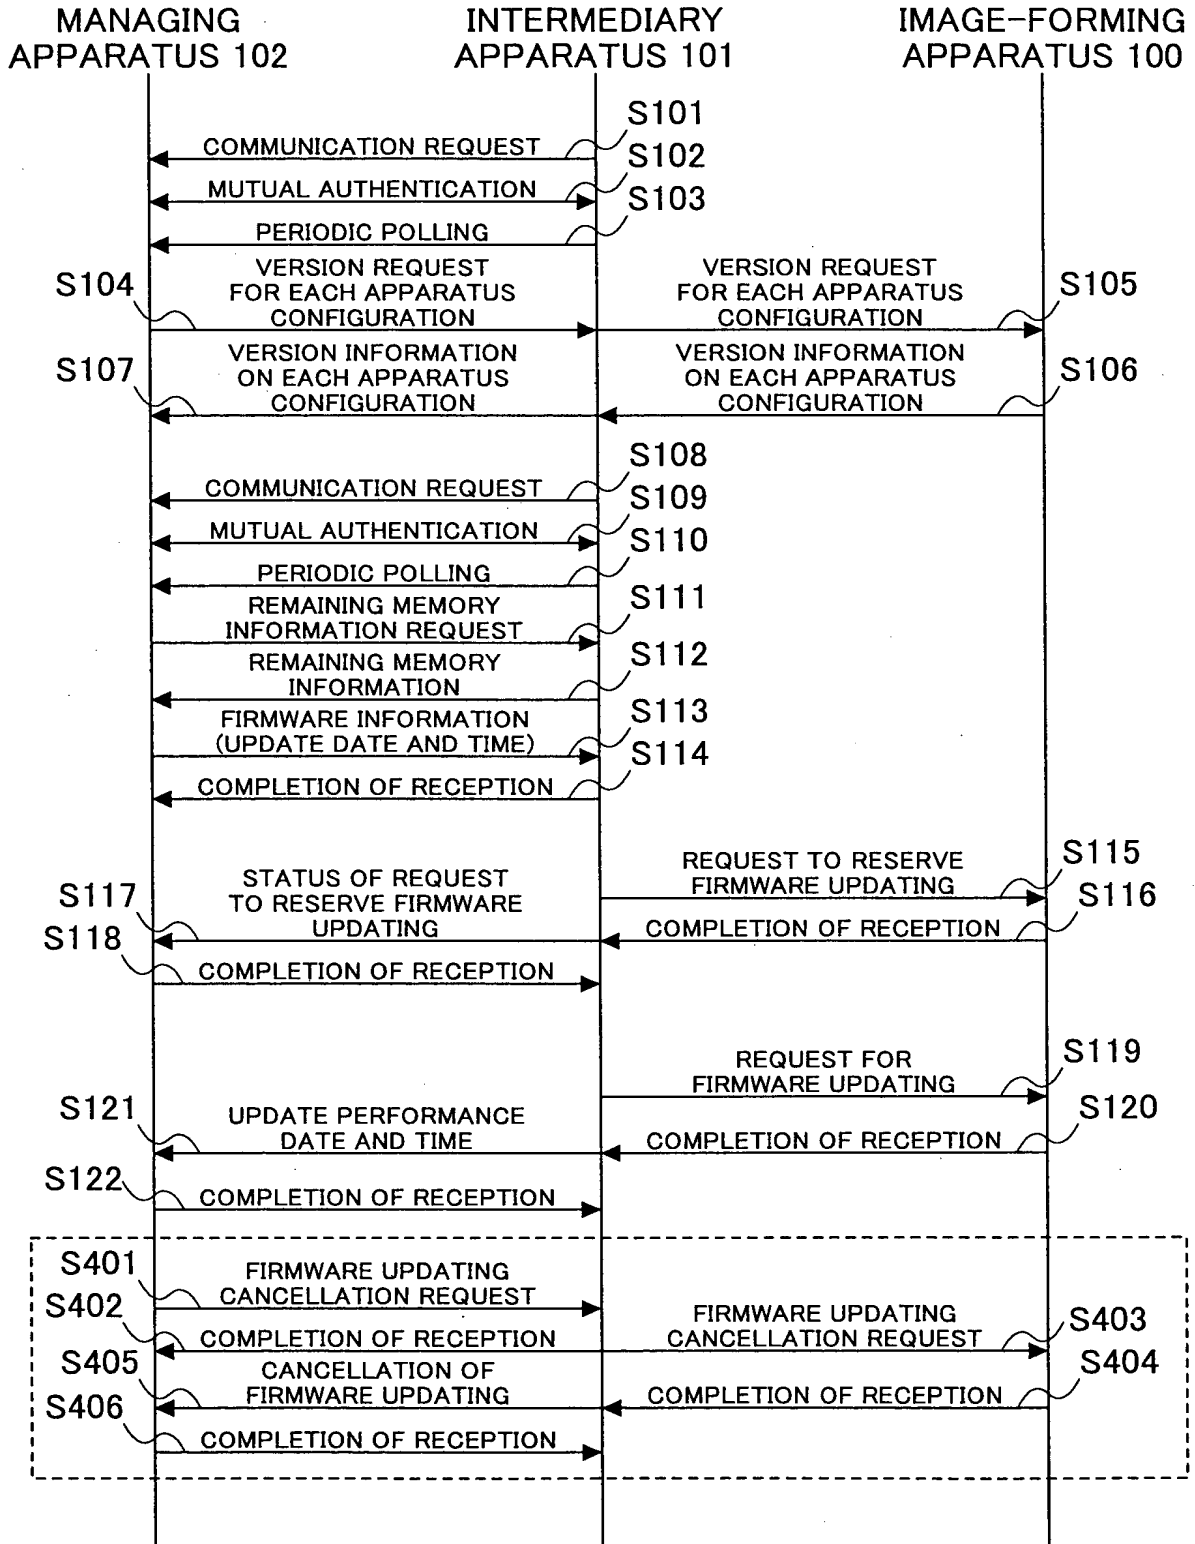 MANAGING
APPARATUS 102
INTERMEDIARY
APPARATUS 101
IMAGE-FORMING
APPARATUS 100
S101
COMMUNICATION REQUEST
S102
MUTUAL AUTHENTICATION
S103
PERIODIC POLLING
S104
VERSION REQUEST
FOR EACH APPARATUS
CONFIGURATION
VERSION REQUEST
FOR EACH APPARATUS
CONFIGURATION
S105
S107
VERSION INFORMATION
ON EACH APPARATUS
CONFIGURATION
VERSION INFORMATION
ON EACH APPARATUS
CONFIGURATION
S106
S108
COMMUNICATION REQUEST
S109
MUTUAL AUTHENTICATION
S110
PERIODIC POLLING
S111
REMAINING MEMORY
INFORMATION REQUEST
S112
REMAINING MEMORY
INFORMATION
S113
FIRMWARE INFORMATION
(UPDATE DATE AND TIME)
S114
COMPLETION OF RECEPTION
REQUEST TO RESERVE
FIRMWARE UPDATING
S115
S117
STATUS OF REQUEST
TO RESERVE FIRMWARE
UPDATING
COMPLETION OF RECEPTION
S116
S118
COMPLETION OF RECEPTION
REQUEST FOR
FIRMWARE UPDATING
S119
S121
UPDATE PERFORMANCE
DATE AND TIME
COMPLETION OF RECEPTION
S120
S122
COMPLETION OF RECEPTION
S401
FIRMWARE UPDATING
CANCELLATION REQUEST
S402
COMPLETION OF RECEPTION
FIRMWARE UPDATING
CANCELLATION REQUEST
S403
S405
CANCELLATION OF
FIRMWARE UPDATING
COMPLETION OF RECEPTION
S404
S406
COMPLETION OF RECEPTION